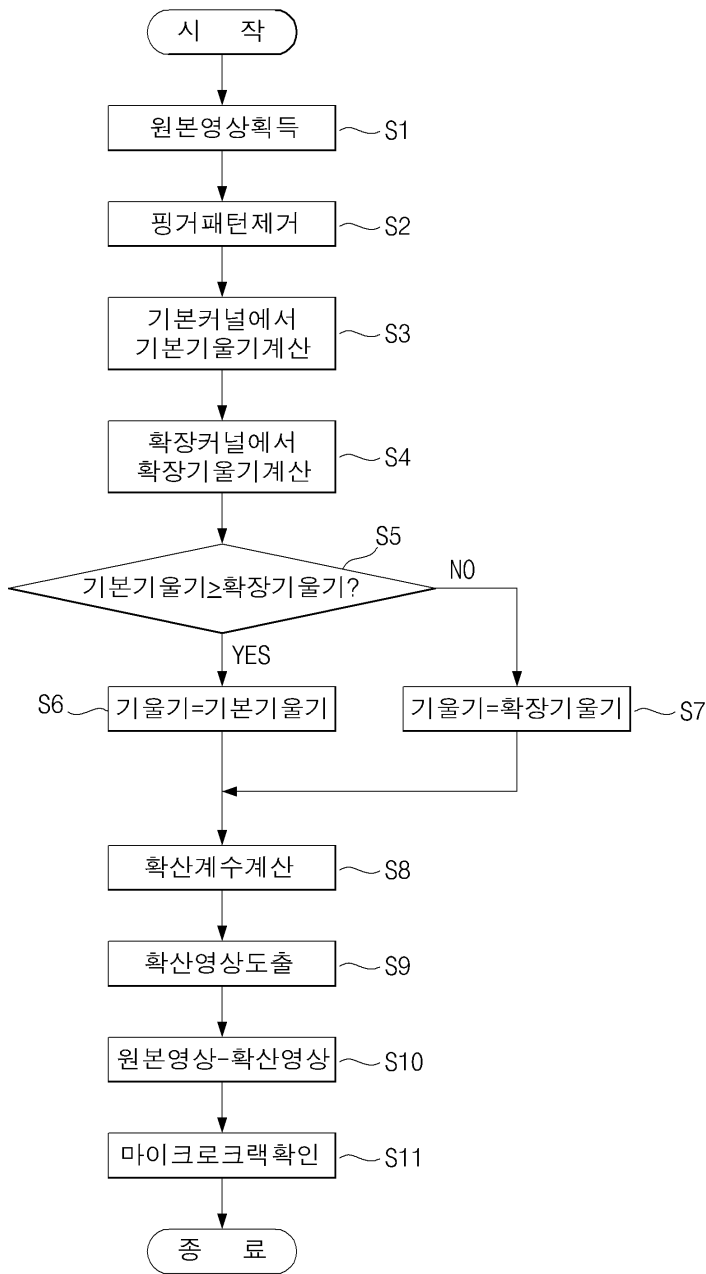 시 작
원본영상획득
S1
핑거패턴제거
S2
기본커널에서
기본기울기계산
S3
확장커널에서
확장기울기계산
S4
S5
기본기울기≥확장기울기?
NO
YES
S6
기울기=기본기울기
기울기=확장기울기
S7
확산계수계산
S8
확산영상도출
S9
원본영상-확산영상
S10
마이크로크랙확인
S11
종 료